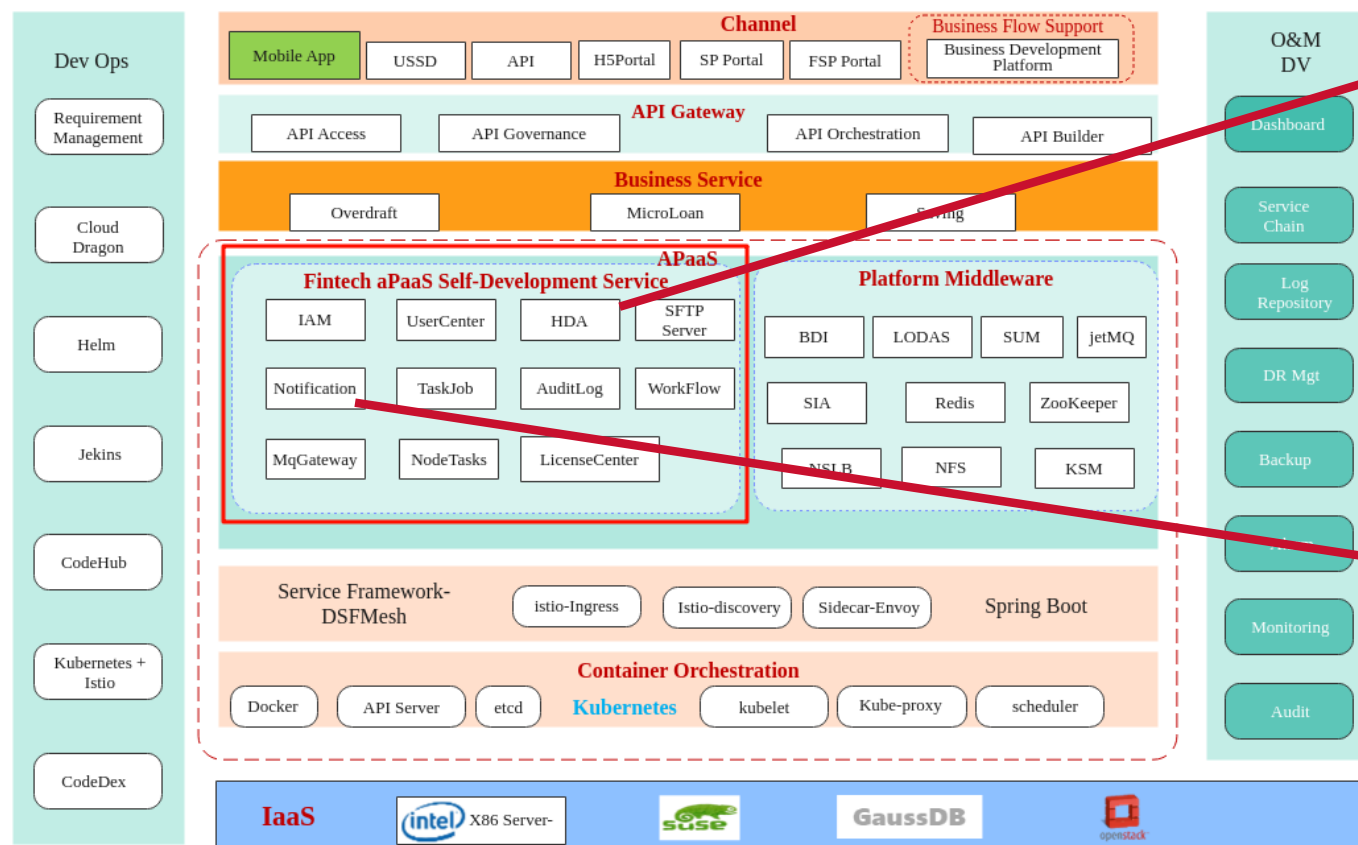 Dev Ops
Requirement
Management
Cloud
Dragon
Helm
Jekins
CodeHub
Kubernetes +
Istio
CodeDex
Channel
Mobile App
USSD
API
H5Portal
SP Portal
FSP Portal
Business Flow Support
Business Development
Platform
API Gateway
API Access
API Governance
API Orchestration
API Builder
Business Service
Overdraft
MicroLoan
Saving
APaaS
Fintech aPaaS Self-Development Service
IAM
UserCenter
HDA
SFTP
Server
Notification
TaskJob
AuditLog
WorkFlow
MqGateway
NodeTasks
LicenseCenter
Platform Middleware
BDI
LODAS
SUM
jetMQ
SIA
Redis
ZooKeeper
NSLB
NFS
KSM
Service Framework-
DSFMesh
istio-Ingress
Istio-discovery
Sidecar-Envoy
Spring Boot
Container Orchestration
Docker
API Server
etcd
Kubernetes
kubelet
Kube-proxy
scheduler
IaaS
intel
X86 Server-
SUSE
GaussDB
openstack
O&M
DV
Dashboard
Service
Chain
Log
Repository
DR Mgt
Backup
Monitoring
Audit